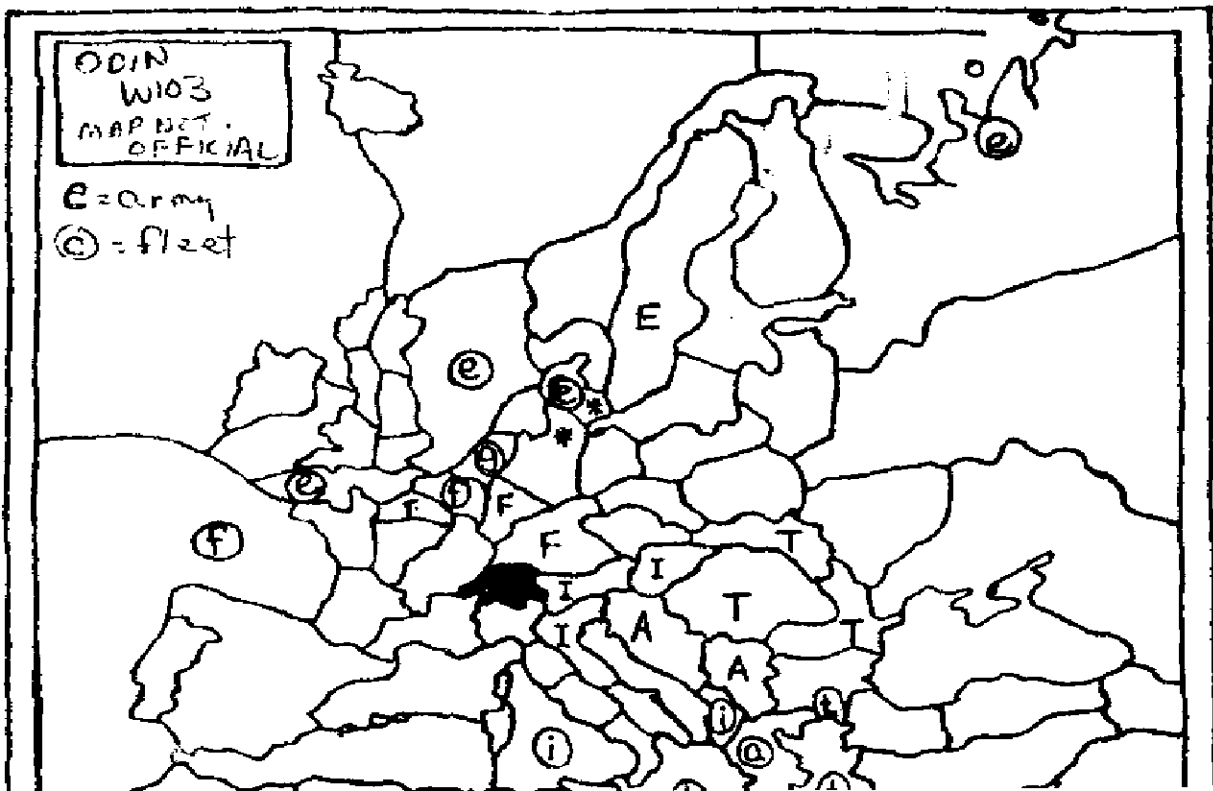 ODIN
W103
MAP NOT.
OFFICIAL
e = army
ⓒ = fleet
ⓔ
E
ⓔ
ⓔ *
*
ⓔ
F
F
ⓕ
F
T
I
I
T
A
I
T
A
ⓘ
ⓘ
ⓐ